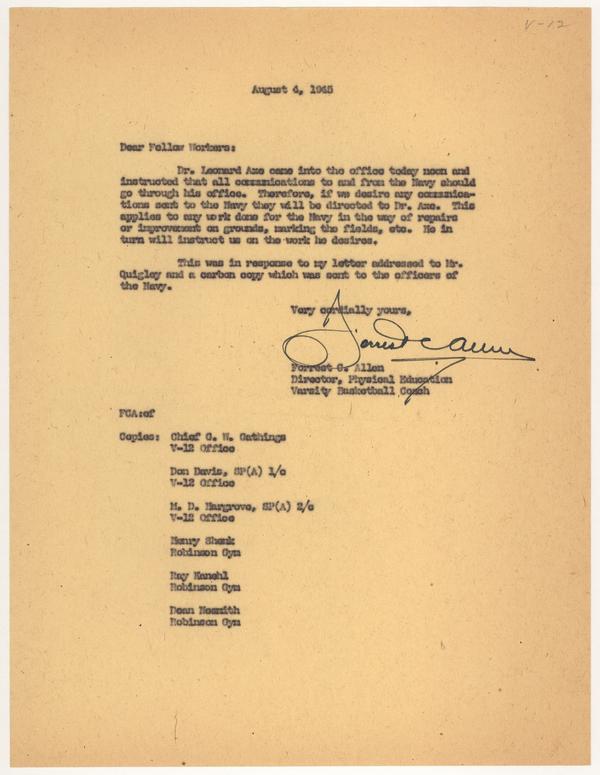 V-12
August 4, 1945
Dear Fellow Workers:
Dr. Leonard Axe came into the office today noon and
instructed that all communications to and from the Navy should
go through his office. Therefore, if we desire any communica-
tions sent to the Navy they will be directed to Dr. Axe. This
applies to any work done for the Navy in the way of repairs
or improvement on grounds, marking the fields, etc. He in
turn will instruct us on the work he desires.
This was in response to my letter addressed to Mr.
Quigley and a carbon copy which was sent to the officers of
the Navy.
Very cordially yours,
Forrest C Allen
Forrest C. Allen
Director, Physical Education
Varsity Basketball Coach
FCA:ef
Copies: Chief G. W. Gathings
V-12 Office
Don Davis, SP(A) 1/c
V-12 Office
M. D. Hargrove, SP(A) 2/c
V-12 Office
Henry Shenk
Robinson Gym
Ray Kanehl
Robinson Gym
Dean Nesmith
Robinson Gym